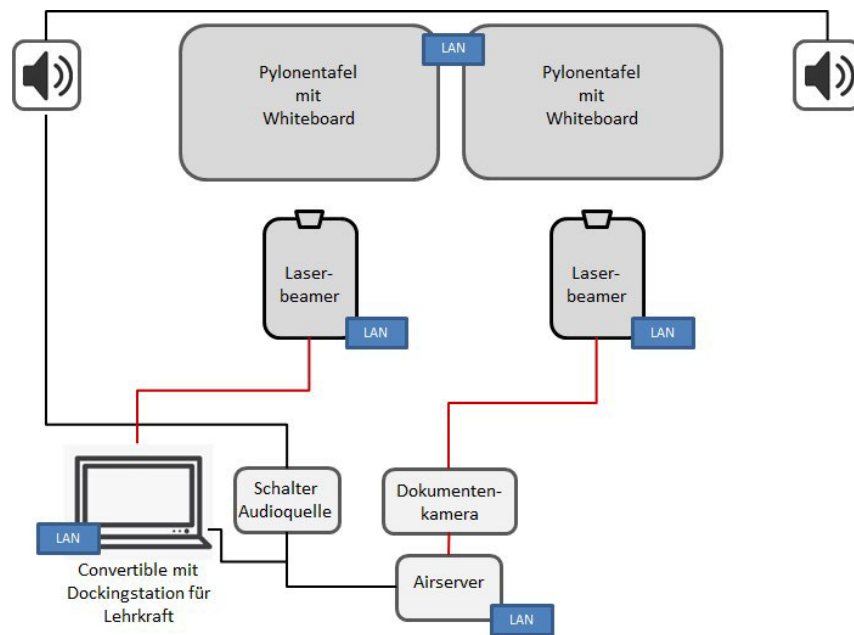 LAN
Pylonentafel
mit
Whiteboard
Pylonentafel
mit
Whiteboard
Laser-
beamer
LAN
Laser-
beamer
LAN
Schalter
Audioquelle
Dokumenten-
kamera
LAN
Convertible mit
Dockingstation für
Lehrkraft
Airserver
LAN